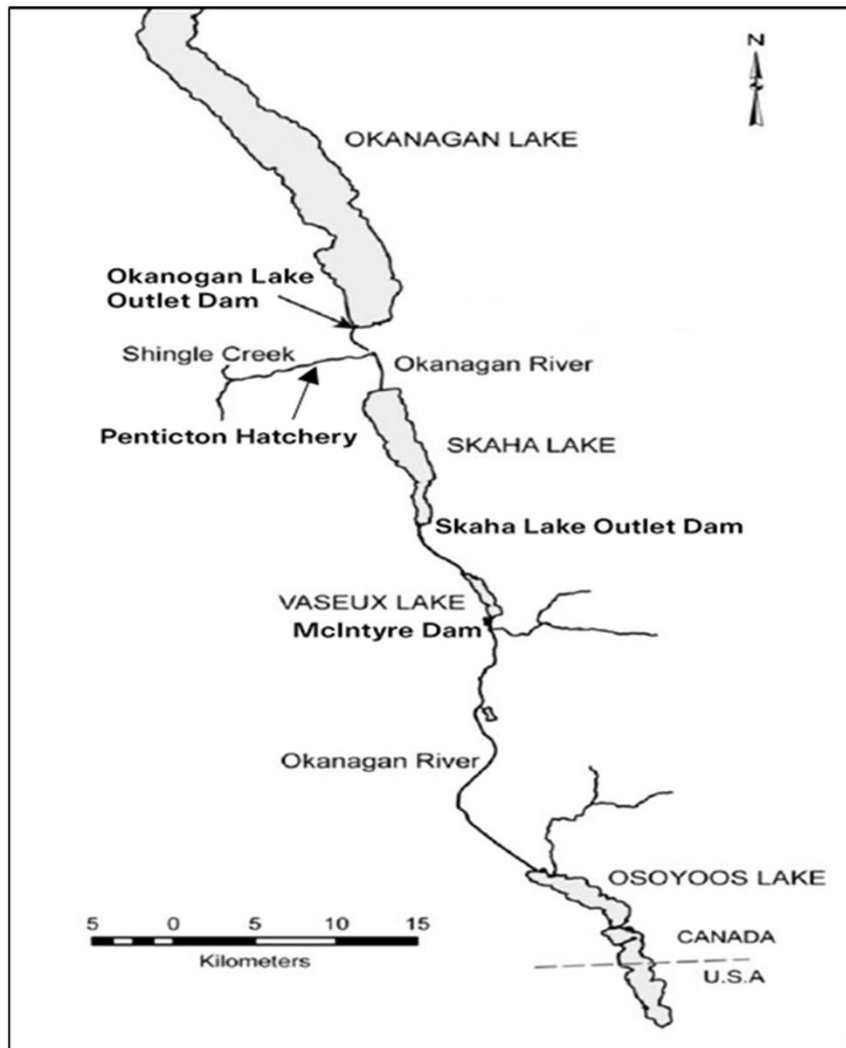 N
OKANAGAN LAKE
Okanogan Lake
Outlet Dam
Shingle Creek
Okanagan River
Penticton Hatchery
SKAHA LAKE
Skaha Lake Outlet Dam
VASEUX LAKE
McIntyre Dam
Okanagan River
OSOYOOS LAKE
5 0 5 10 15
Kilometers
CANADA
U.S.A